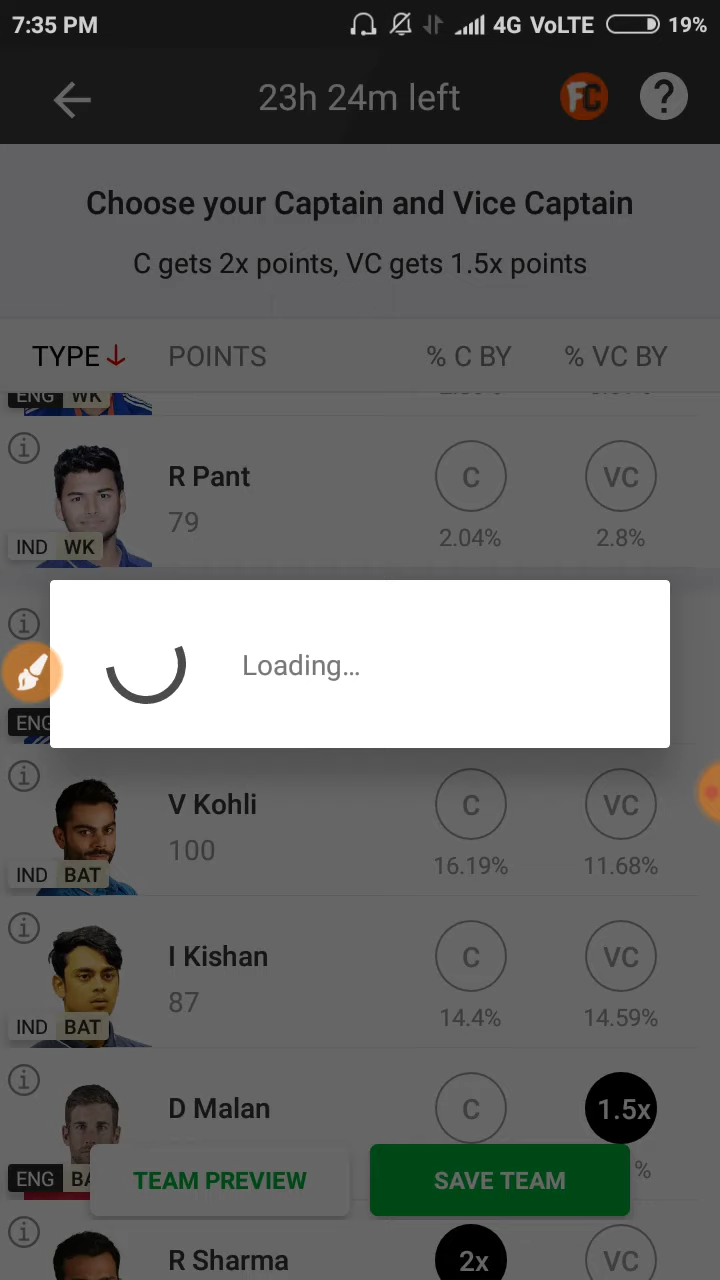 7:35 PM 4G VoLTE 19%
23h 24m left FC ?
Choose your Captain and Vice Captain
C gets 2x points, VC gets 1.5x points
TYPE POINTS % C BY % VC BY
ENG WK
R Pant C VC
79
IND WK 2.04% 2.8%
Loading...
ENG
V Kohli C VC
100
IND BAT 16.19% 11.68%
I Kishan C VC
87
IND BAT 14.4% 14.59%
D Malan C 1.5x
ENG BA %
TEAM PREVIEW SAVE TEAM
R Sharma 2x VC